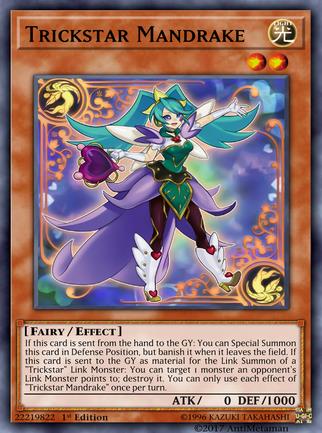 Trickstar Mandrake
光
[Fairy / Effect]
If this card is sent from the hand to the GY: You can Special Summon
this card in Defense Position, but banish it when it leaves the field. If
this card is sent to the GY as material for the Link Summon of a
"Trickstar" Link Monster: You can target 1 monster an opponent's
Link Monster points to; destroy it. You can only use each effect of
"Trickstar Mandrake" once per turn.
ATK/ 0 DEF/1000
22219822 1st Edition ©1996 KAZUKI TAKAHASHI
©2017 AntiMetaman